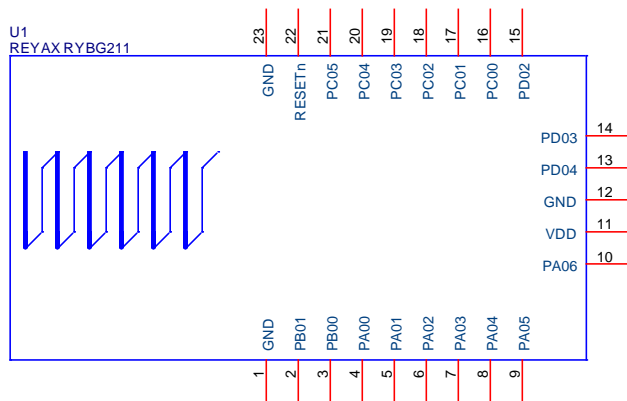 U1
REYAX RYBG211
23 22 21 20 19 18 17 16 15
GND RESETn PC05 PC04 PC03 PC02 PC01 PC00 PD02
PD03 14
PD04 13
GND 12
VDD 11
PA06 10
GND PB01 PB00 PA00 PA01 PA02 PA03 PA04 PA05
1 2 3 4 5 6 7 8 9